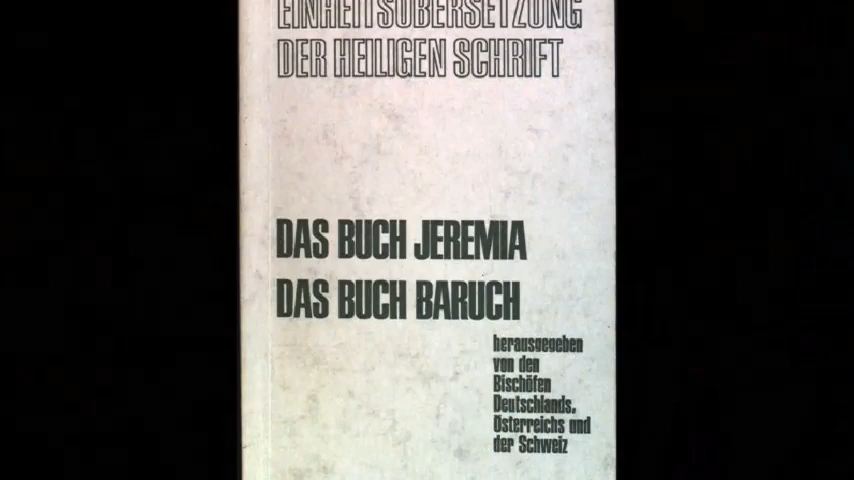 EINHEITSÜBERSETZUNG
DER HEILIGEN SCHRIFT
DAS BUCH JEREMIA
DAS BUCH BARUCH
herausgegeben
von den
Bischöfen
Deutschlands,
Österreichs und
der Schweiz